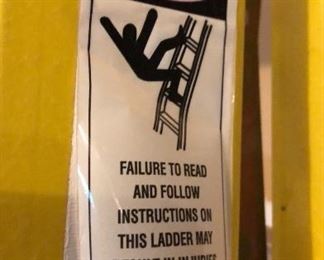 FAILURE TO READ
AND FOLLOW
INSTRUCTIONS ON
THIS LADDER MAY